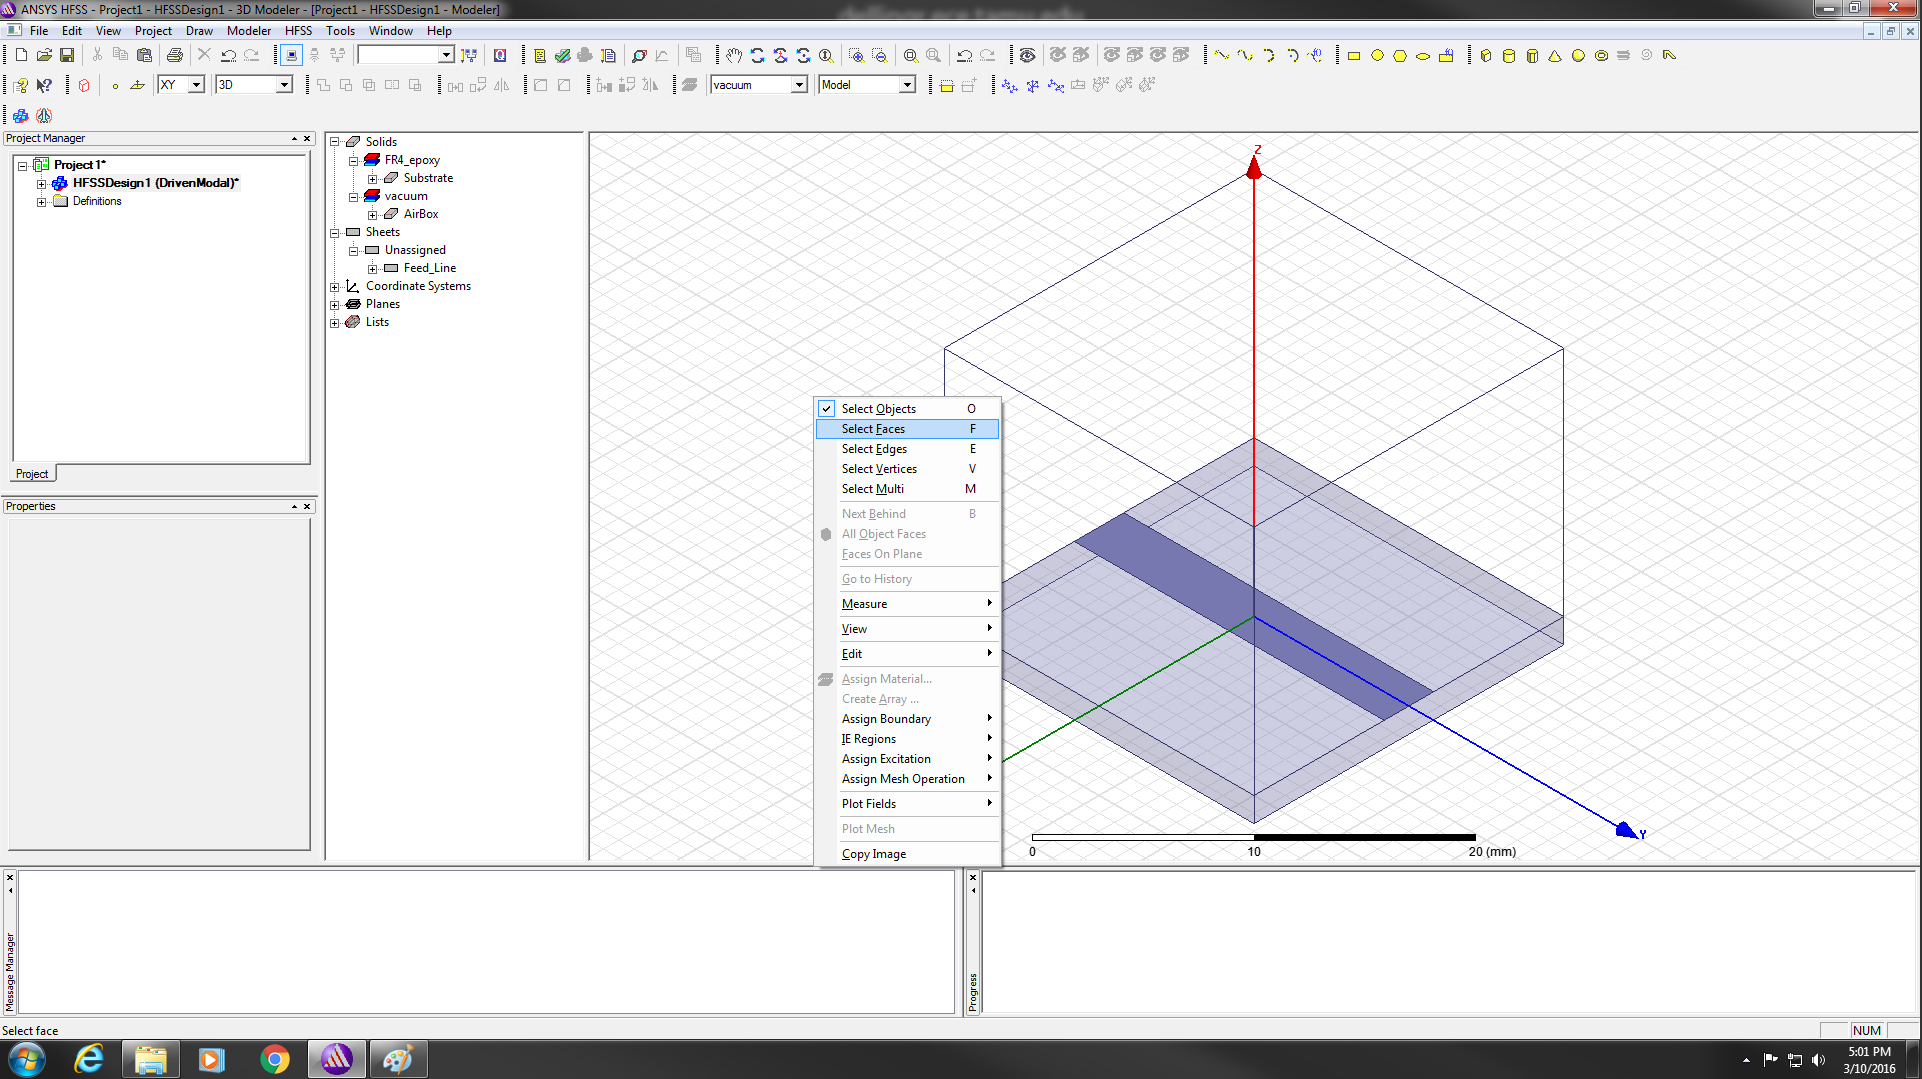 ANSYS HFSS - Project1 - HFSSDesign1 - 3D Modeler - [Project1 - HFSSDesign1 - Modeler]
dellingr.ece.tamu.edu
File Edit View Project Draw Modeler HFSS Tools Window Help
XY 3D vacuum Model
Project Manager
Project1*
HFSSDesign1 (DrivenModal)*
Definitions
Project
Properties
Solids
FR4_epoxy
Substrate
vacuum
AirBox
Sheets
Unassigned
Feed_Line
Coordinate Systems
Planes
Lists
Z
Select Objects O
Select Faces F
Select Edges E
Select Vertices V
Select Multi M
Next Behind B
All Object Faces
Faces On Plane
Go to History
Measure
View
Edit
Assign Material...
Create Array ...
Assign Boundary
IE Regions
Assign Excitation
Assign Mesh Operation
Plot Fields
Plot Mesh
Copy Image
Y
0 10 20 (mm)
Message Manager
Progress
Select face
NUM
5:01 PM
3/10/2016